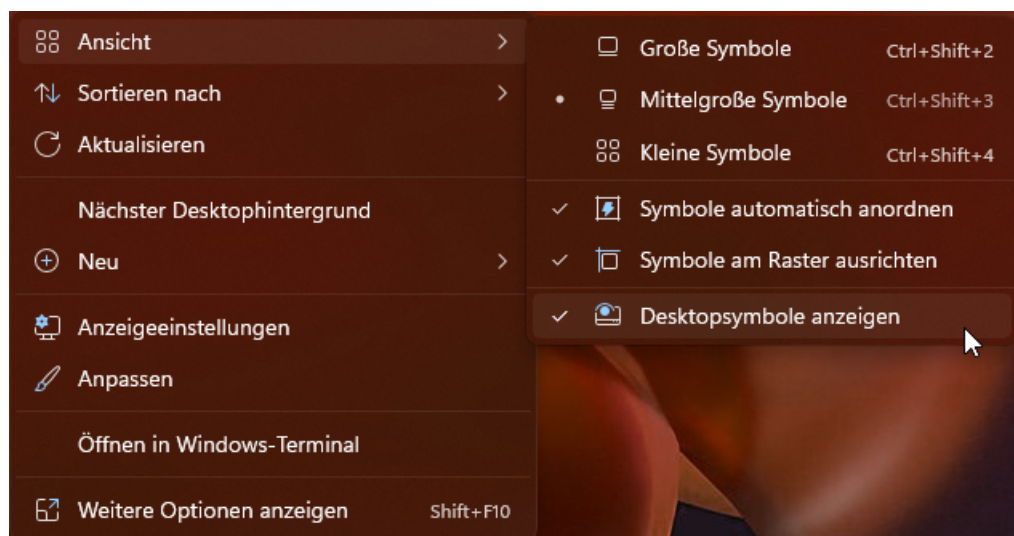 Ansicht
Sortieren nach
Aktualisieren
Nächster Desktophintergrund
Neu
Anzeigeeinstellungen
Anpassen
Öffnen in Windows-Terminal
Weitere Optionen anzeigen Shift+F10
Große Symbole Ctrl+Shift+2
Mittelgroße Symbole Ctrl+Shift+3
Kleine Symbole Ctrl+Shift+4
Symbole automatisch anordnen
Symbole am Raster ausrichten
Desktopsymbole anzeigen